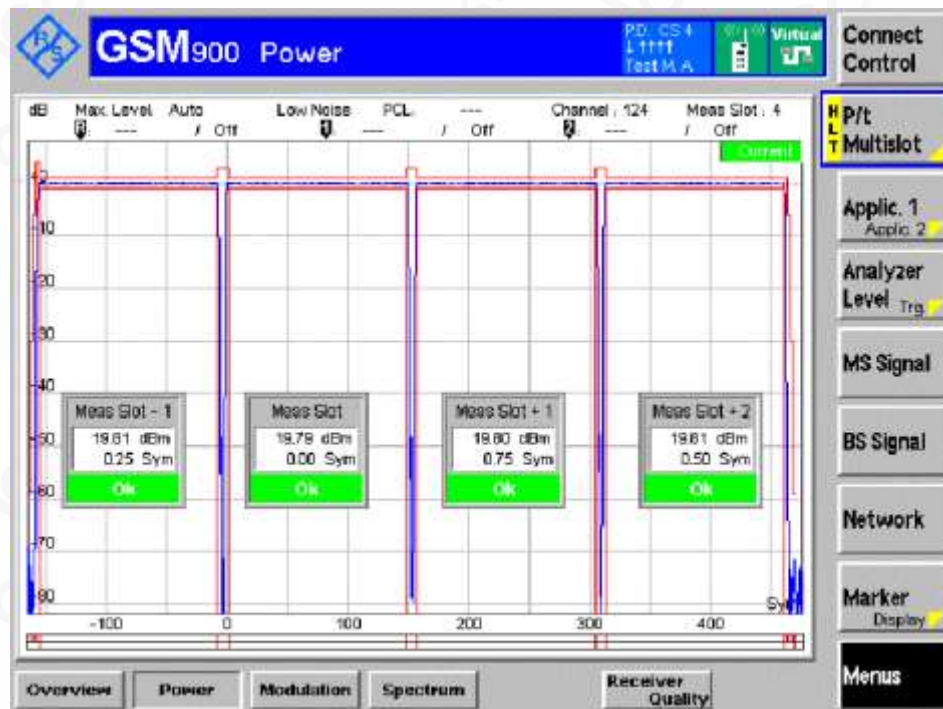 GSM900 Power
PD. CS 4
Test M. A
Virtual
Connect
Control
dB Max. Level Auto Low Noise PCL: --- Channel : 124 Meas Slot : 4
--- / Off 1 --- / Off 2 --- / Off
Current
HLT
P/t
Multislot
Applic. 1
Applic. 2
Analyzer
Level Trg.
MS Signal
BS Signal
Network
Marker
Display
Menus
-10
-20
-30
-40
-50
-60
-70
-80
Meas Slot - 1
19.81 dBm
0.25 Sym
Ok
Meas Slot
19.79 dBm
0.00 Sym
Ok
Meas Slot + 1
19.80 dBm
0.75 Sym
Ok
Meas Slot + 2
19.81 dBm
0.50 Sym
Ok
-100 0 100 200 300 400
Overview Power Modulation Spectrum Receiver
Quality